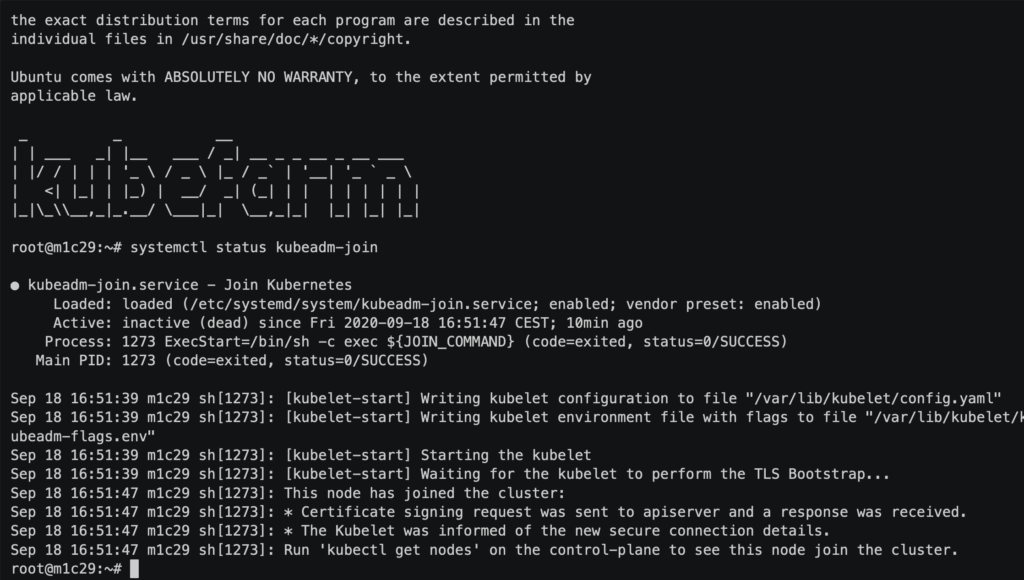 the exact distribution terms for each program are described in the
individual files in /usr/share/doc/*/copyright.
Ubuntu comes with ABSOLUTELY NO WARRANTY, to the extent permitted by
applicable law.
kubefarm
root@m1c29:~# systemctl status kubeadm-join
● kubeadm-join.service - Join Kubernetes
Loaded: loaded (/etc/systemd/system/kubeadm-join.service; enabled; vendor preset: enabled)
Active: inactive (dead) since Fri 2020-09-18 16:51:47 CEST; 10min ago
Process: 1273 ExecStart=/bin/sh -c exec ${JOIN_COMMAND} (code=exited, status=0/SUCCESS)
Main PID: 1273 (code=exited, status=0/SUCCESS)
Sep 18 16:51:39 m1c29 sh[1273]: [kubelet-start] Writing kubelet configuration to file "/var/lib/kubelet/config.yaml"
Sep 18 16:51:39 m1c29 sh[1273]: [kubelet-start] Writing kubelet environment file with flags to file "/var/lib/kubelet/k
ubeadm-flags.env"
Sep 18 16:51:39 m1c29 sh[1273]: [kubelet-start] Starting the kubelet
Sep 18 16:51:39 m1c29 sh[1273]: [kubelet-start] Waiting for the kubelet to perform the TLS Bootstrap...
Sep 18 16:51:47 m1c29 sh[1273]: This node has joined the cluster:
Sep 18 16:51:47 m1c29 sh[1273]: * Certificate signing request was sent to apiserver and a response was received.
Sep 18 16:51:47 m1c29 sh[1273]: * The Kubelet was informed of the new secure connection details.
Sep 18 16:51:47 m1c29 sh[1273]: Run 'kubectl get nodes' on the control-plane to see this node join the cluster.
root@m1c29:~#